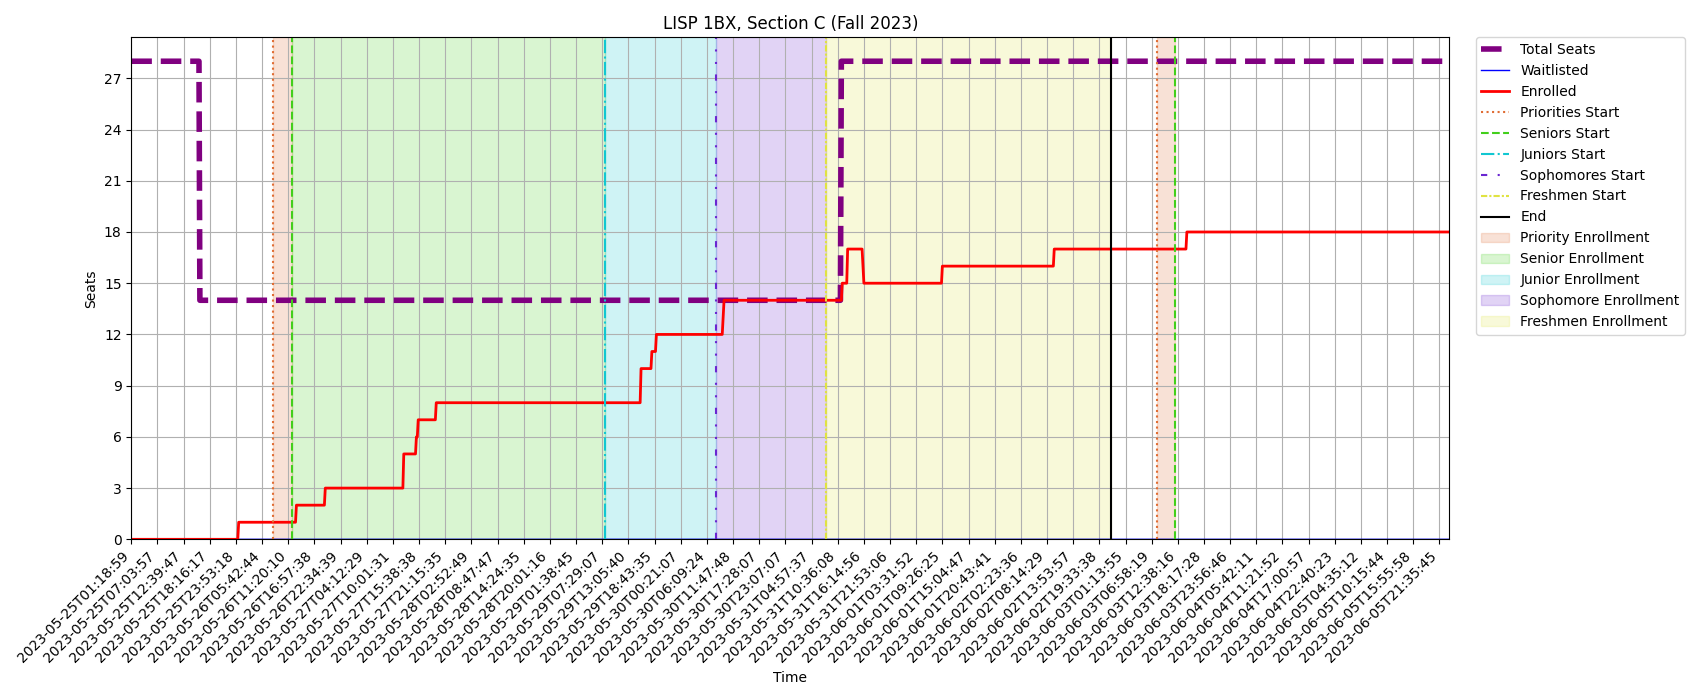 LISP 1BX, Section C (Fall 2023)
Seats
27
24
21
18
15
12
9
6
3
0
2023-05-25T01:18:59
2023-05-25T07:03:57
2023-05-25T12:39:47
2023-05-25T18:16:17
2023-05-25T23:53:18
2023-05-26T05:42:44
2023-05-26T11:20:10
2023-05-26T16:57:38
2023-05-26T22:34:39
2023-05-27T04:12:29
2023-05-27T10:01:31
2023-05-27T15:38:38
2023-05-27T21:15:35
2023-05-28T02:52:49
2023-05-28T08:47:47
2023-05-28T14:24:35
2023-05-28T20:01:16
2023-05-29T01:38:45
2023-05-29T07:29:07
2023-05-29T13:05:40
2023-05-29T18:43:35
2023-05-30T00:21:07
2023-05-30T06:09:24
2023-05-30T11:47:48
2023-05-30T17:28:07
2023-05-30T23:07:07
2023-05-31T04:57:37
2023-05-31T10:36:08
2023-05-31T16:14:56
2023-05-31T21:53:06
2023-06-01T03:31:52
2023-06-01T09:26:25
2023-06-01T15:04:47
2023-06-01T20:43:41
2023-06-02T02:23:36
2023-06-02T08:14:29
2023-06-02T13:53:57
2023-06-02T19:33:38
2023-06-03T01:13:55
2023-06-03T06:58:19
2023-06-03T12:38:16
2023-06-03T18:17:28
2023-06-03T23:56:46
2023-06-04T05:42:11
2023-06-04T11:21:52
2023-06-04T17:00:57
2023-06-04T22:40:23
2023-06-05T04:35:12
2023-06-05T10:15:44
2023-06-05T15:55:58
2023-06-05T21:35:45
Time
Total Seats
Waitlisted
Enrolled
Priorities Start
Seniors Start
Juniors Start
Sophomores Start
Freshmen Start
End
Priority Enrollment
Senior Enrollment
Junior Enrollment
Sophomore Enrollment
Freshmen Enrollment